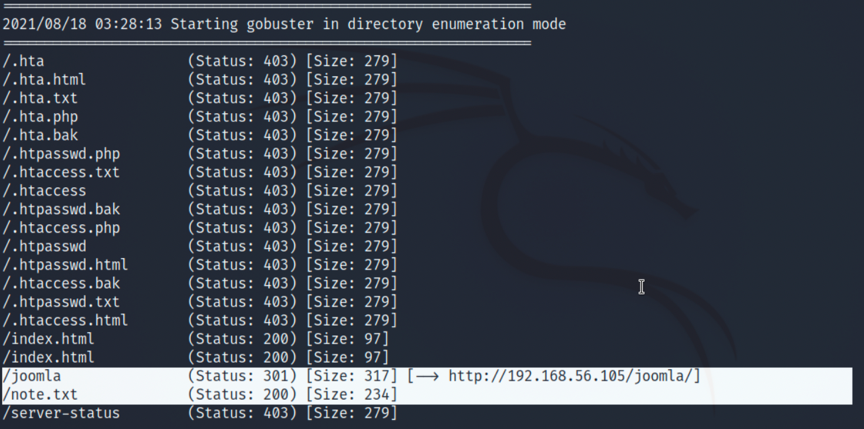 2021/08/18 03:28:13 Starting gobuster in directory enumeration mode
/.hta (Status: 403) [Size: 279]
/.hta.html (Status: 403) [Size: 279]
/.hta.txt (Status: 403) [Size: 279]
/.hta.php (Status: 403) [Size: 279]
/.hta.bak (Status: 403) [Size: 279]
/.htpasswd.php (Status: 403) [Size: 279]
/.htaccess.txt (Status: 403) [Size: 279]
/.htaccess (Status: 403) [Size: 279]
/.htpasswd.bak (Status: 403) [Size: 279]
/.htaccess.php (Status: 403) [Size: 279]
/.htpasswd (Status: 403) [Size: 279]
/.htpasswd.html (Status: 403) [Size: 279]
/.htaccess.bak (Status: 403) [Size: 279]
/.htpasswd.txt (Status: 403) [Size: 279]
/.htaccess.html (Status: 403) [Size: 279]
/index.html (Status: 200) [Size: 97]
/index.html (Status: 200) [Size: 97]
/joomla (Status: 301) [Size: 317] [--> http://192.168.56.105/joomla/]
/note.txt (Status: 200) [Size: 234]
/server-status (Status: 403) [Size: 279]